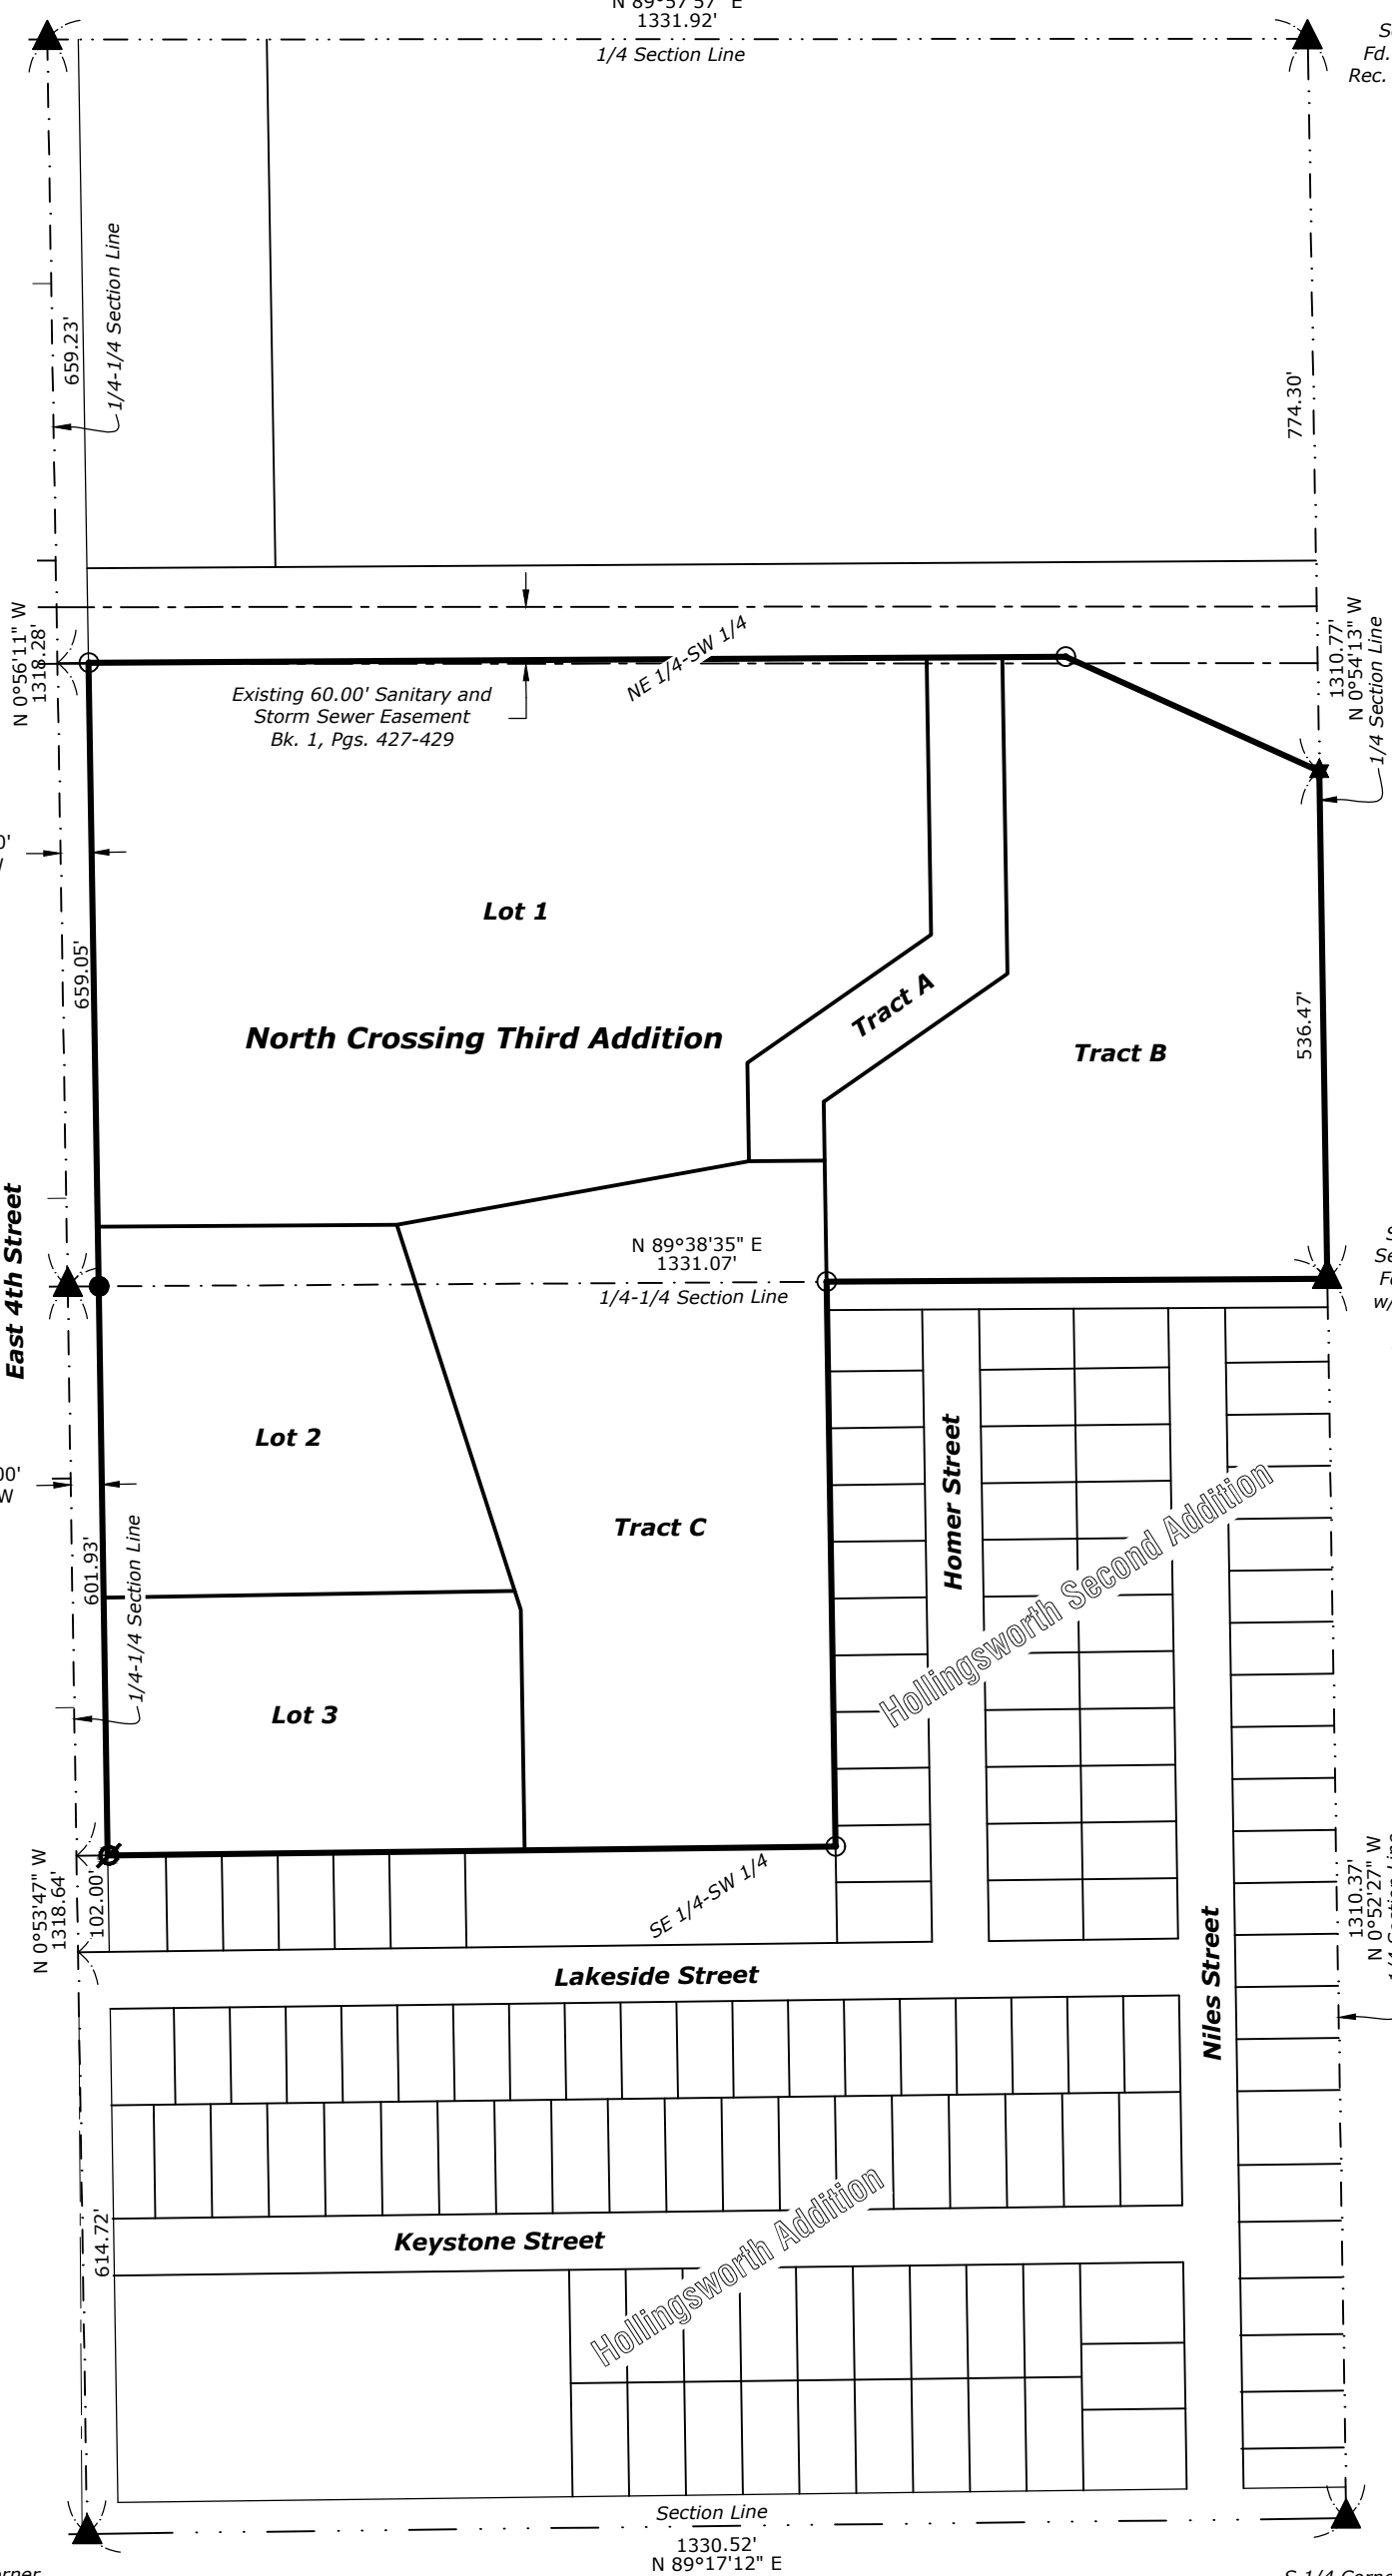 N 89°57'57" E
1331.92'
1/4 Section Line
Fd.
Rec.
1/4-1/4 Section Line
659.23'
774.30'
N 0°56'11" W
1318.28'
NE 1/4-SW 1/4
1310.77'
N 0°54'13" W
1/4 Section Line
Existing 60.00' Sanitary and
Storm Sewer Easement
Bk. 1, Pgs. 427-429
Lot 1
659.05'
Tract A
North Crossing Third Addition
Tract B
536.47'
East 4th Street
N 89°38'35" E
1331.07'
1/4-1/4 Section Line
Lot 2
Homer Street
Tract C
Hollingsworth Second Addition
601.93'
1/4-1/4 Section Line
Lot 3
N 0°53'47" W
1318.64'
102.00'
SE 1/4-SW 1/4
1310.37'
N 0°52'27" W
Lakeside Street
Niles Street
614.72'
Keystone Street
Hollingsworth Addition
Section Line
1330.52'
N 89°17'12" E